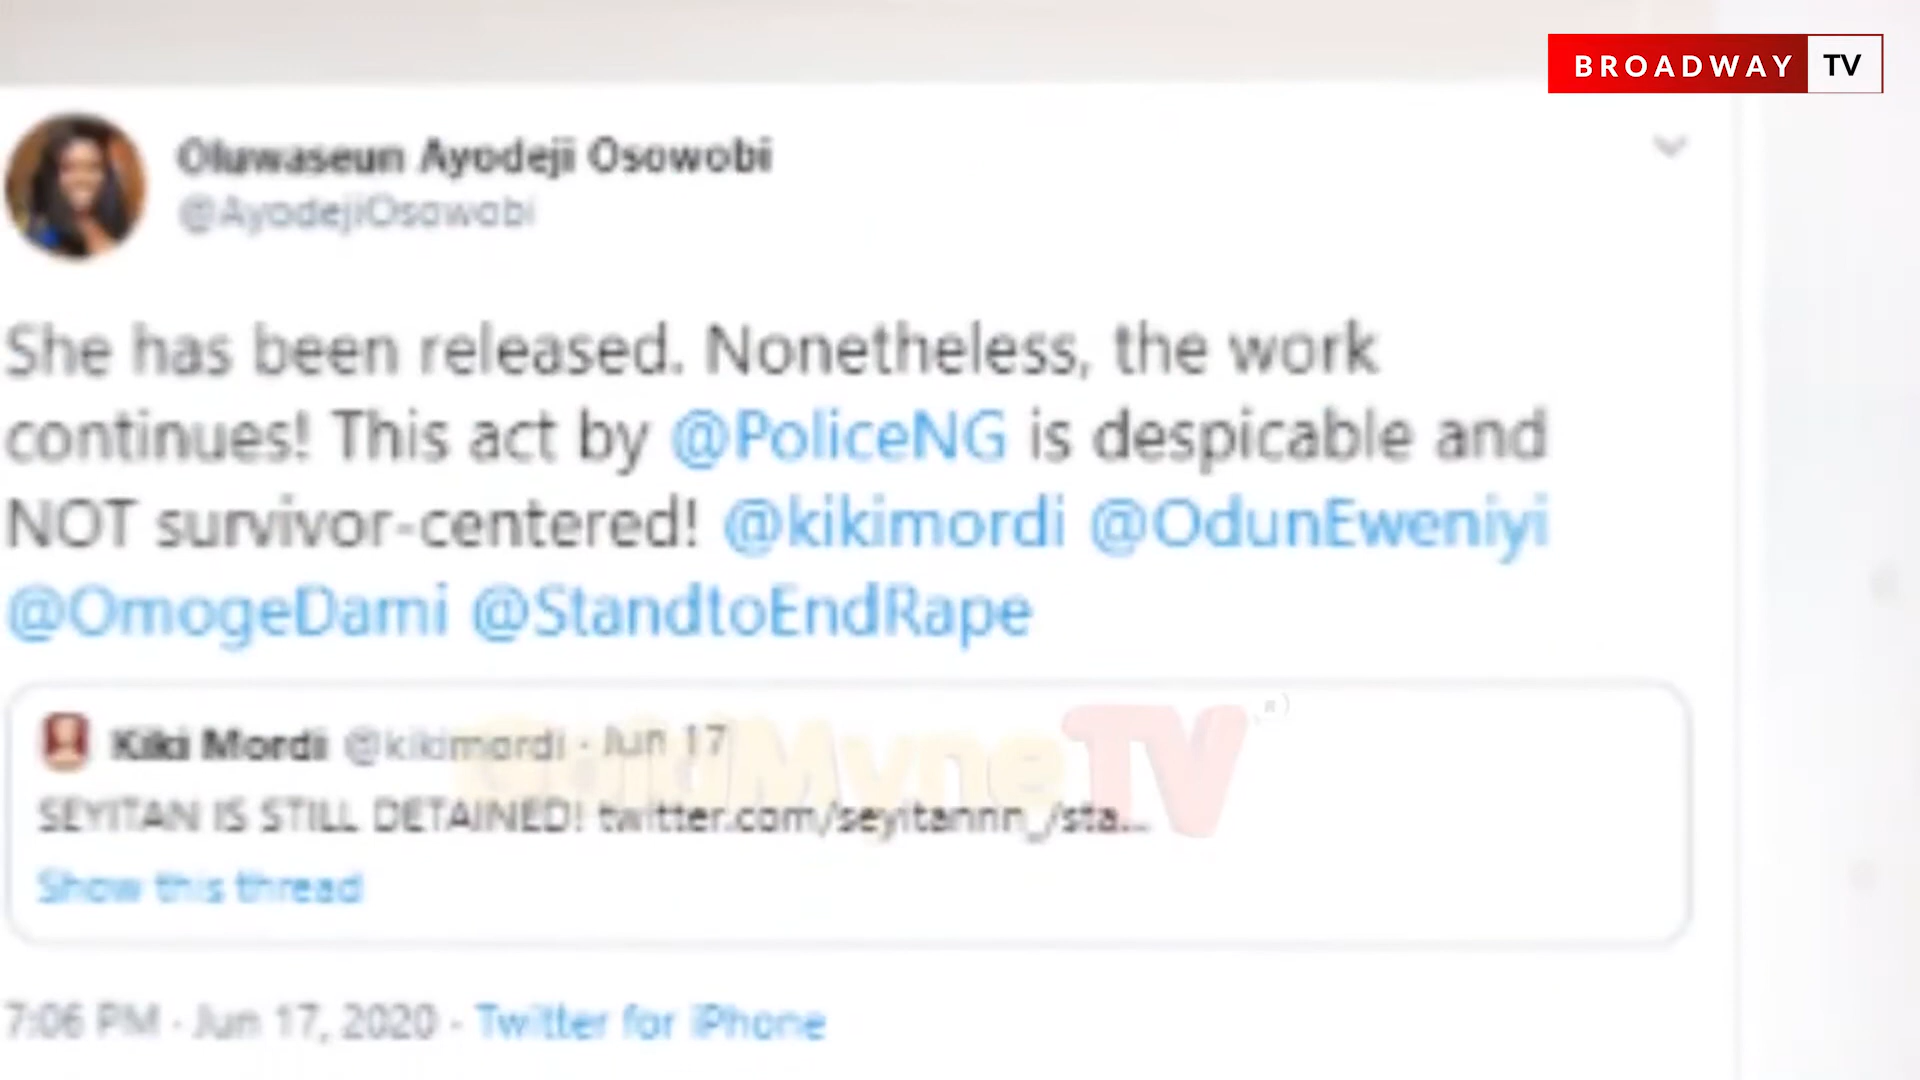 BROADWAY TV
Oluwaseun Ayodeji Osowobi
@AyodejiOsowobi
She has been released. Nonetheless, the work
continues! This act by @PoliceNG is despicable and
NOT survivor-centered! @kikimordi @OdunEweniyi
@OmogeDami @StandtoEndRape
Kiki Mordi @kikimordi · Jun 17
GoldMyneTV
SEYITAN IS STILL DETAINED! twitter.com/seyitannn_/sta...
Show this thread
7:06 PM · Jun 17, 2020 · Twitter for iPhone